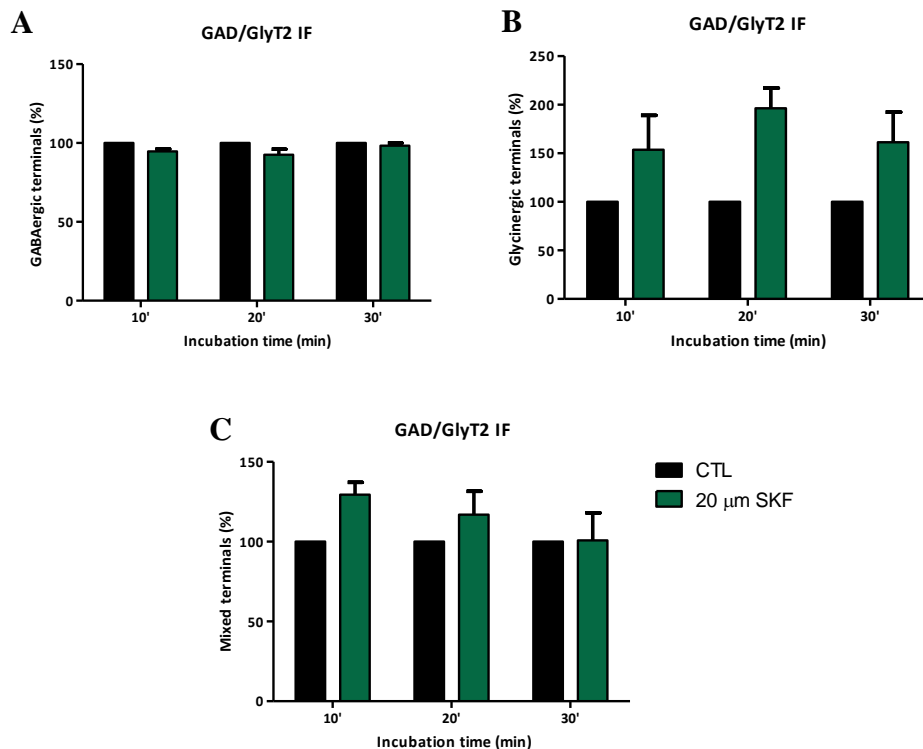 A
GAD/GlyT2 IF
GABAergic terminals (%)
150
100
50
0
10' 20' 30'
Incubation time (min)
B
GAD/GlyT2 IF
Glycinergic terminals (%)
250
200
150
100
50
0
10' 20' 30'
Incubation time (min)
C
GAD/GlyT2 IF
Mixed terminals (%)
150
100
50
0
10' 20' 30'
Incubation time (min)
CTL
20 μm SKF